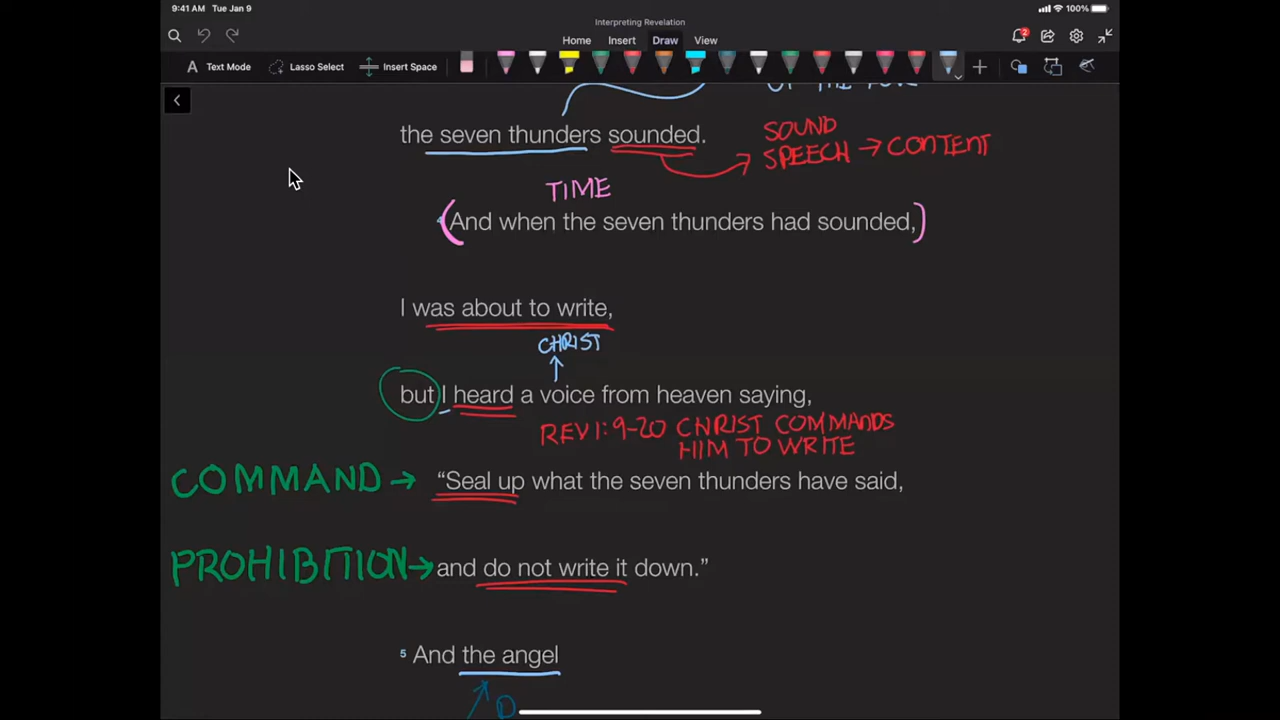 9:41 AM Tue Jan 9
100%
Interpreting Revelation
Home Insert Draw View
2
Text Mode Lasso Select Insert Space
OF THE
the seven thunders sounded.
SOUND
SPEECH → CONTENT
TIME
(And when the seven thunders had sounded,)
I was about to write,
CHRIST
but I heard a voice from heaven saying,
REV 1:9-20 CHRIST COMMANDS
HIM TO WRITE
COMMAND → “Seal up what the seven thunders have said,
PROHIBITION → and do not write it down.”
5 And the angel
D